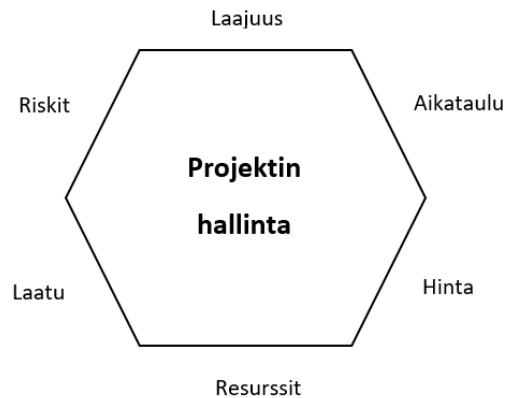 Laajuus
Riskit
Aikataulu
Projektin
hallinta
Laatu
Hinta
Resurssit